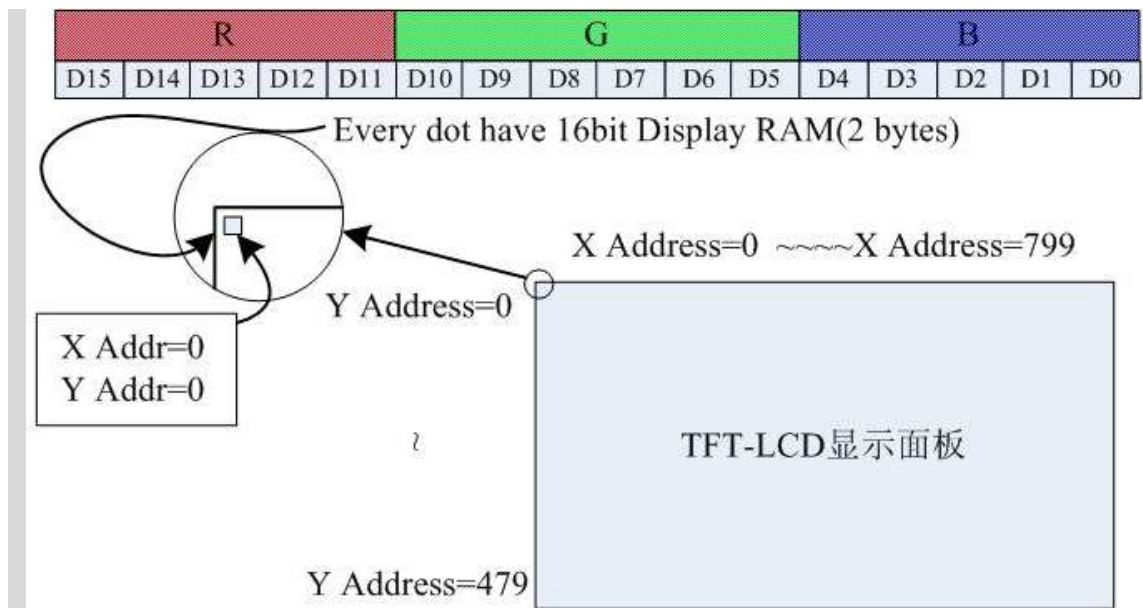 R G B
D15 D14 D13 D12 D11 D10 D9 D8 D7 D6 D5 D4 D3 D2 D1 D0
Every dot have 16bit Display RAM(2 bytes)
X Address=0 ~~~~X Address=799
Y Address=0
X Addr=0
Y Addr=0
~
TFT-LCD显示面板
Y Address=479